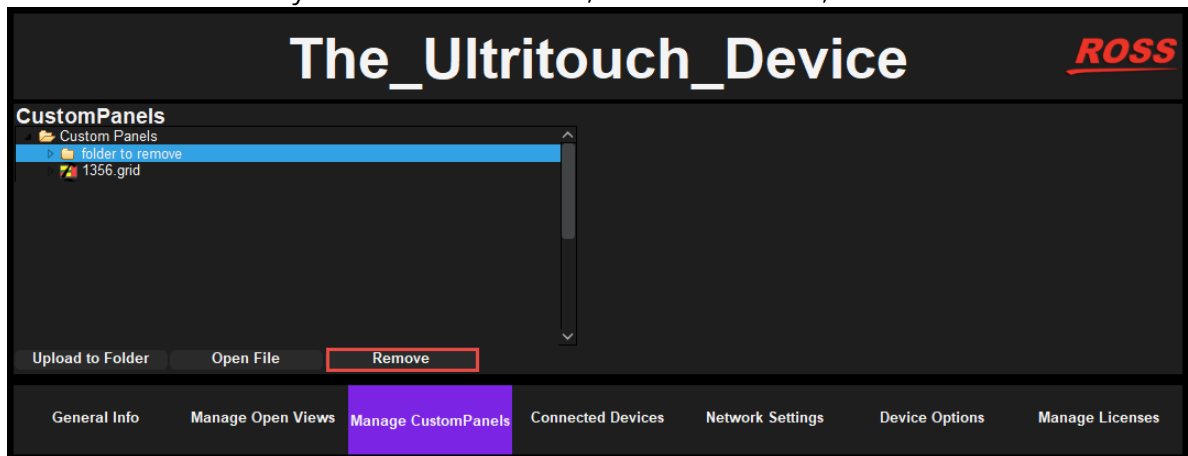 The_Ultritouch_Device
ROSS
CustomPanels
Custom Panels
folder to remove
1356.grid
Upload to Folder Open File Remove
General Info Manage Open Views Manage CustomPanels Connected Devices Network Settings Device Options Manage Licenses